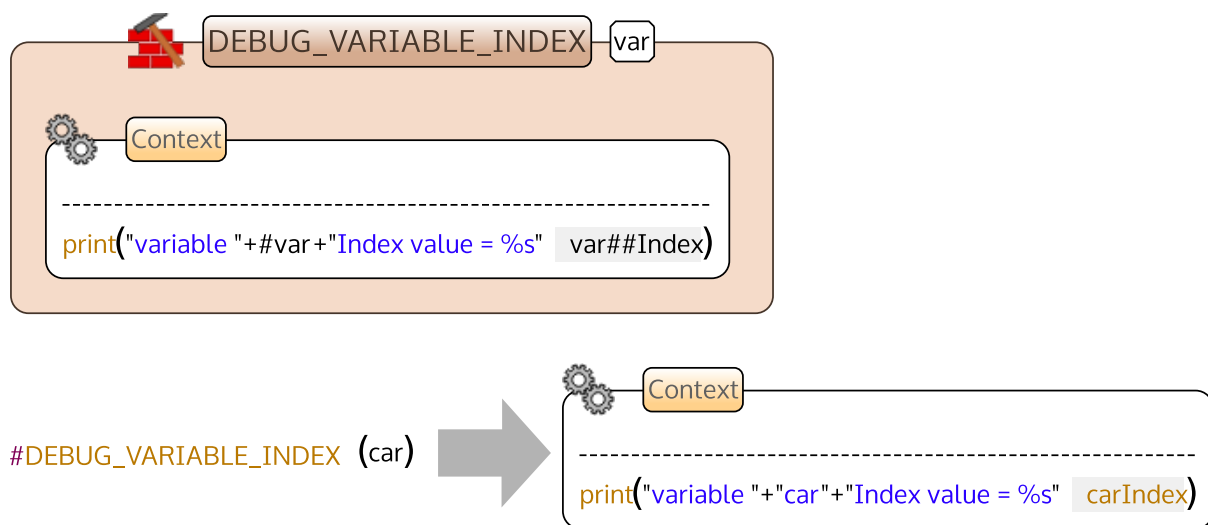 DEBUG_VARIABLE_INDEX var
Context
print("variable "+#var+"Index value = %s" var##Index)
Context
#DEBUG_VARIABLE_INDEX (car)
print("variable "+"car"+"Index value = %s" carIndex)